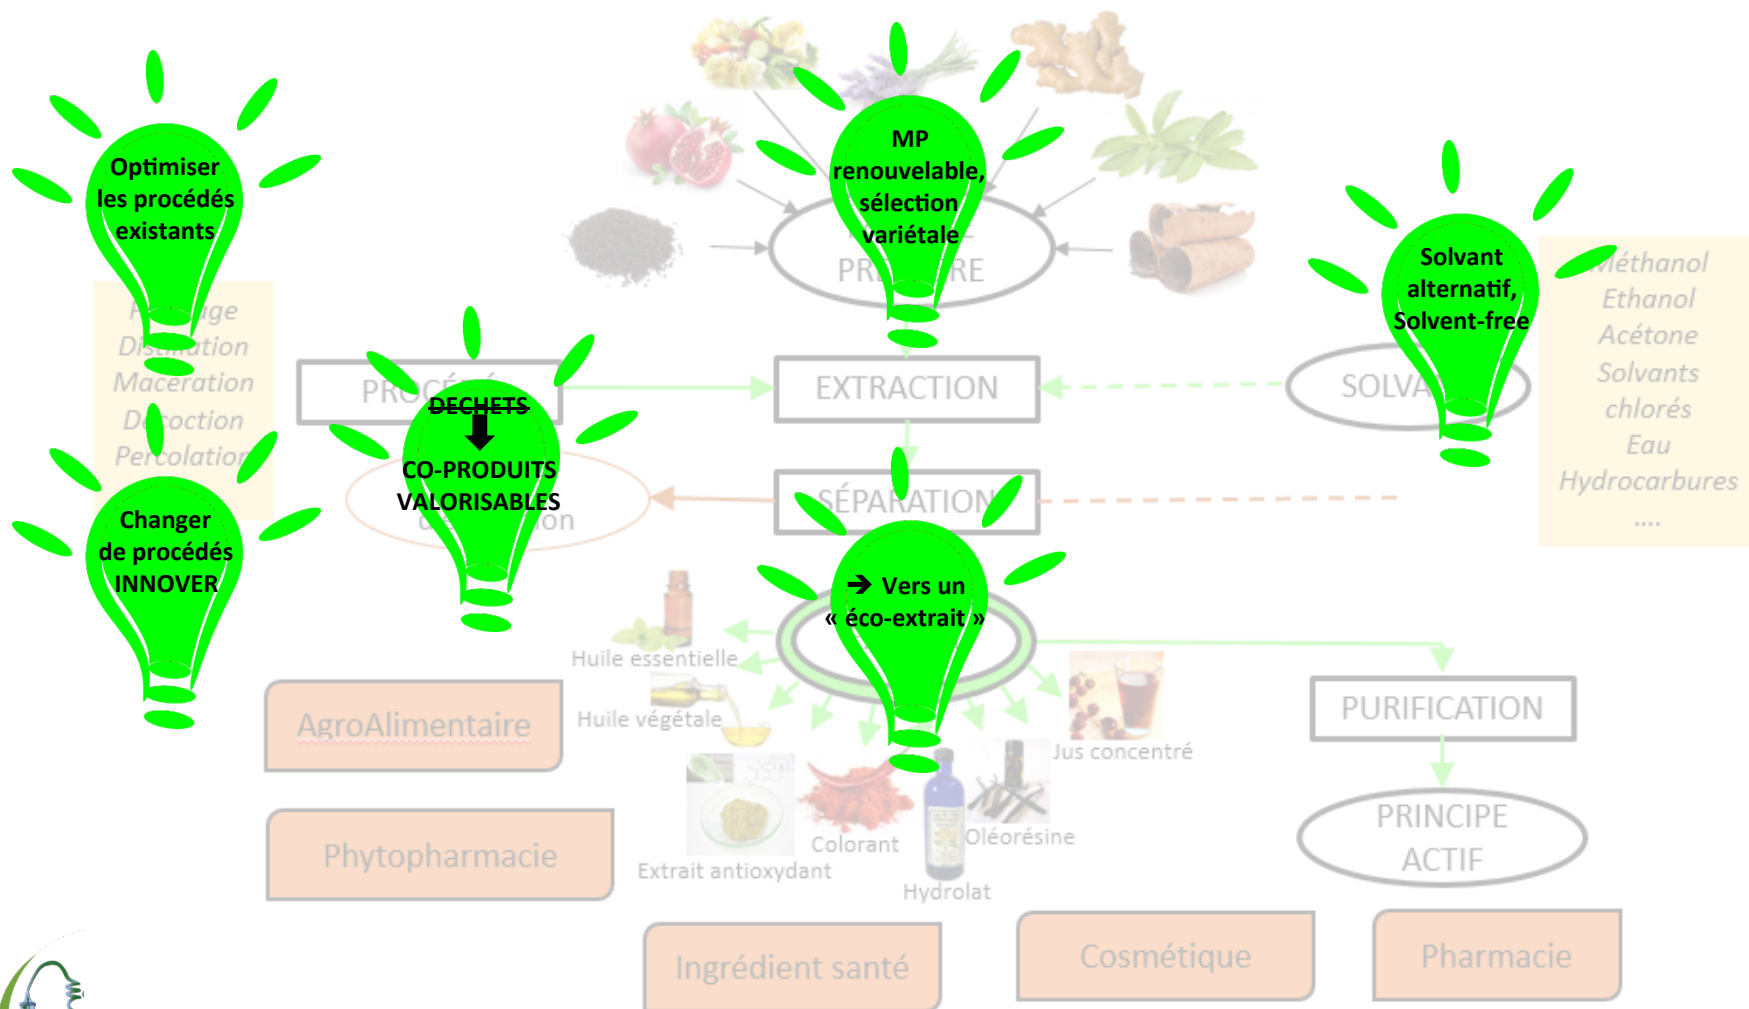 Optimiser
les procédés
existants
MP
renouvelable,
sélection
variétale
Solvant
alternatif,
Solvent-free
Méthanol
Ethanol
Acétone
Solvants
chlorés
Eau
Hydrocarbures
....
Distillation
Macération
Décoction
Percolation
Changer
de procédés
INNOVER
DECHETS
CO-PRODUITS
VALORISABLES
EXTRACTION
SÉPARATION
➔ Vers un
« éco-extrait »
Huile essentielle
Huile végétale
Extrait antioxydant
Colorant
Hydrolat
Oléorésine
Jus concentré
PURIFICATION
PRINCIPE
ACTIF
AgroAlimentaire
Phytopharmacie
Ingrédient santé
Cosmétique
Pharmacie